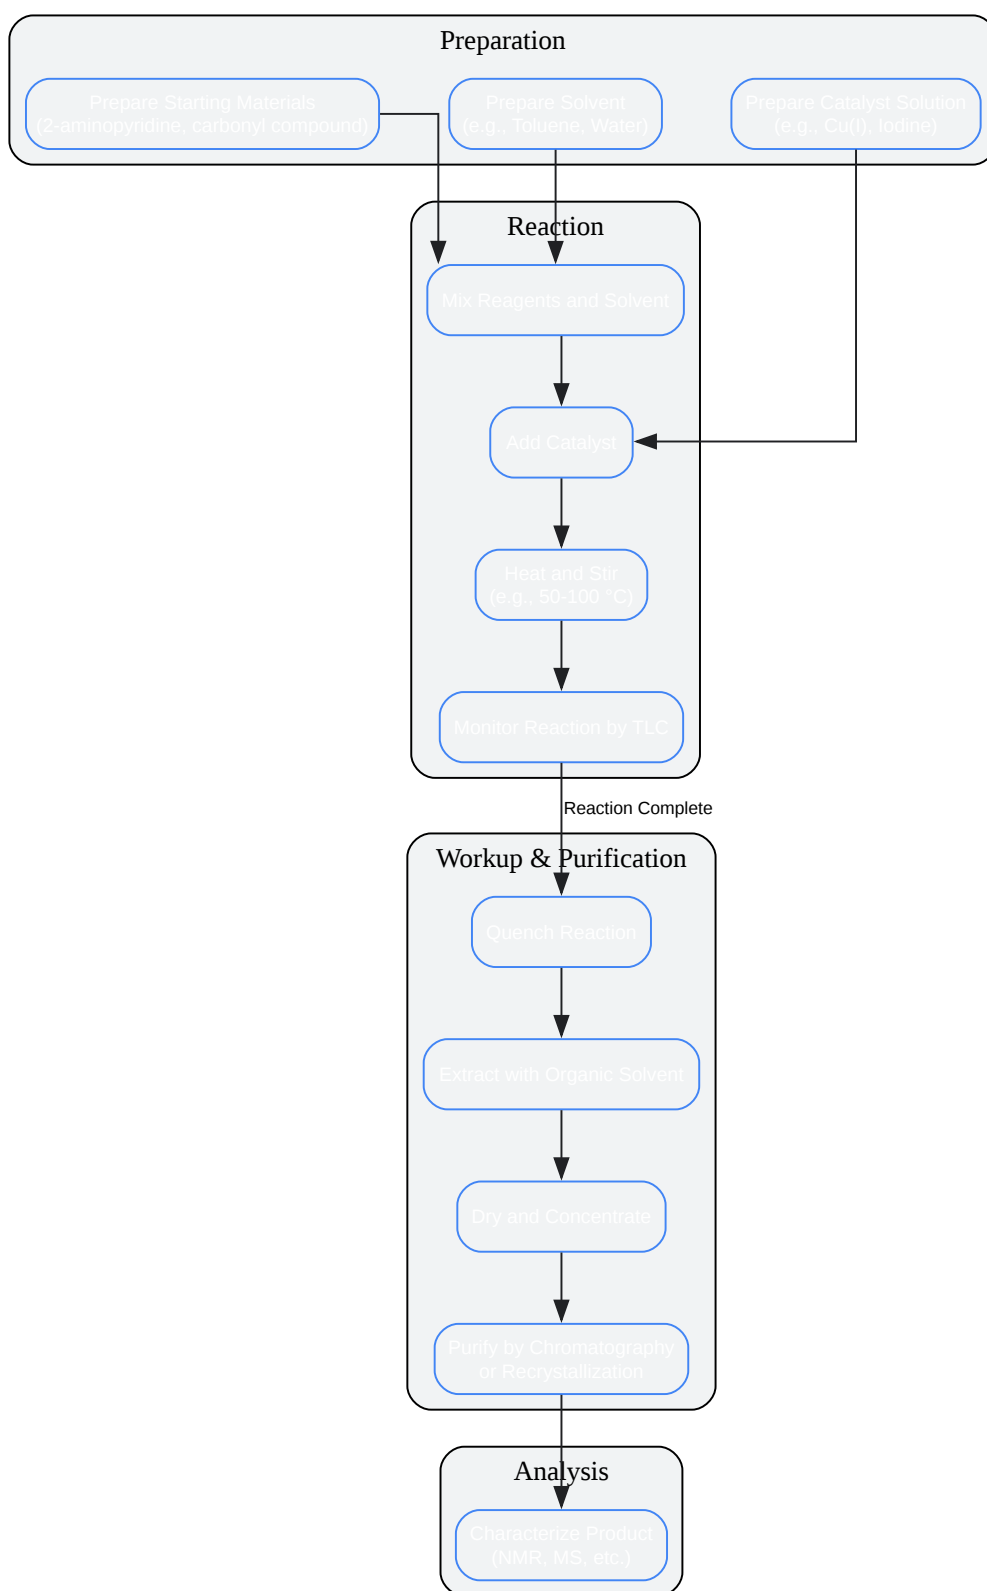 Preparation
Prepare Starting Materials
(2-aminopyridine, carbonyl compound)
Prepare Solvent
(e.g., Toluene, Water)
Prepare Catalyst Solution
(e.g., Cu(I), Iodine)
Reaction
Mix Reagents and Solvent
Add Catalyst
Heat and Stir
(e.g., 50-100 °C)
Monitor Reaction by TLC
Reaction Complete
Workup & Purification
Quench Reaction
Extract with Organic Solvent
Dry and Concentrate
Purify by Chromatography
or Recrystallization
Analysis
Characterize Product
(NMR, MS, etc.)